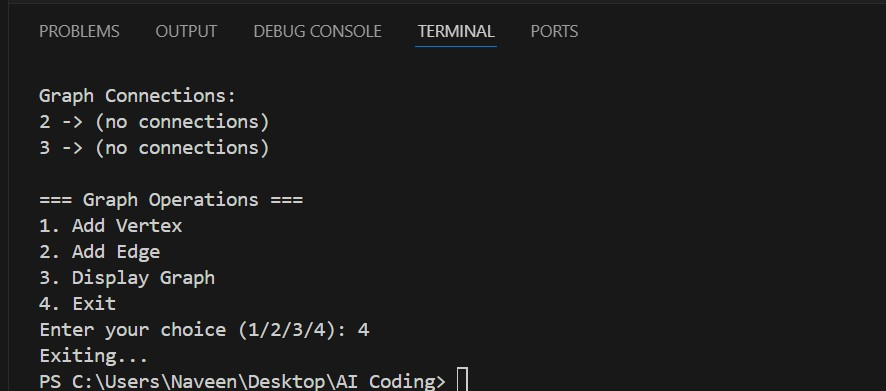 PROBLEMS OUTPUT DEBUG CONSOLE TERMINAL PORTS
Graph Connections:
2 -> (no connections)
3 -> (no connections)
=== Graph Operations ===
1. Add Vertex
2. Add Edge
3. Display Graph
4. Exit
Enter your choice (1/2/3/4): 4
Exiting...
PS C:\Users\Naveen\Desktop\AI Coding>